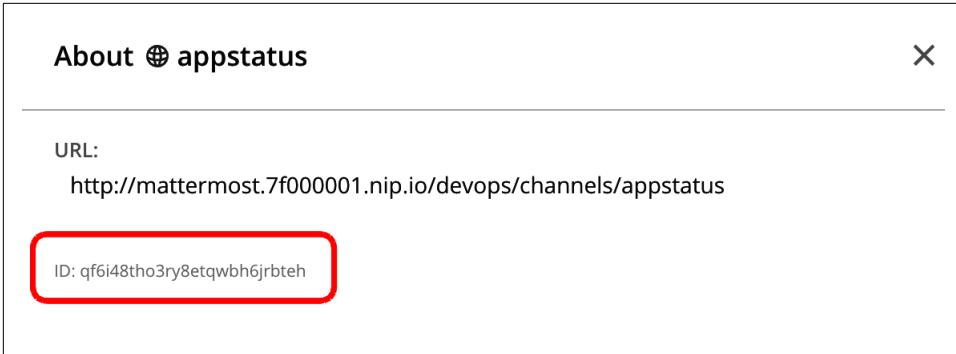 About appstatus
URL:
http://mattermost.7f000001.nip.io/devops/channels/appstatus
ID: qf6i48tho3ry8etqwbh6jrbteh